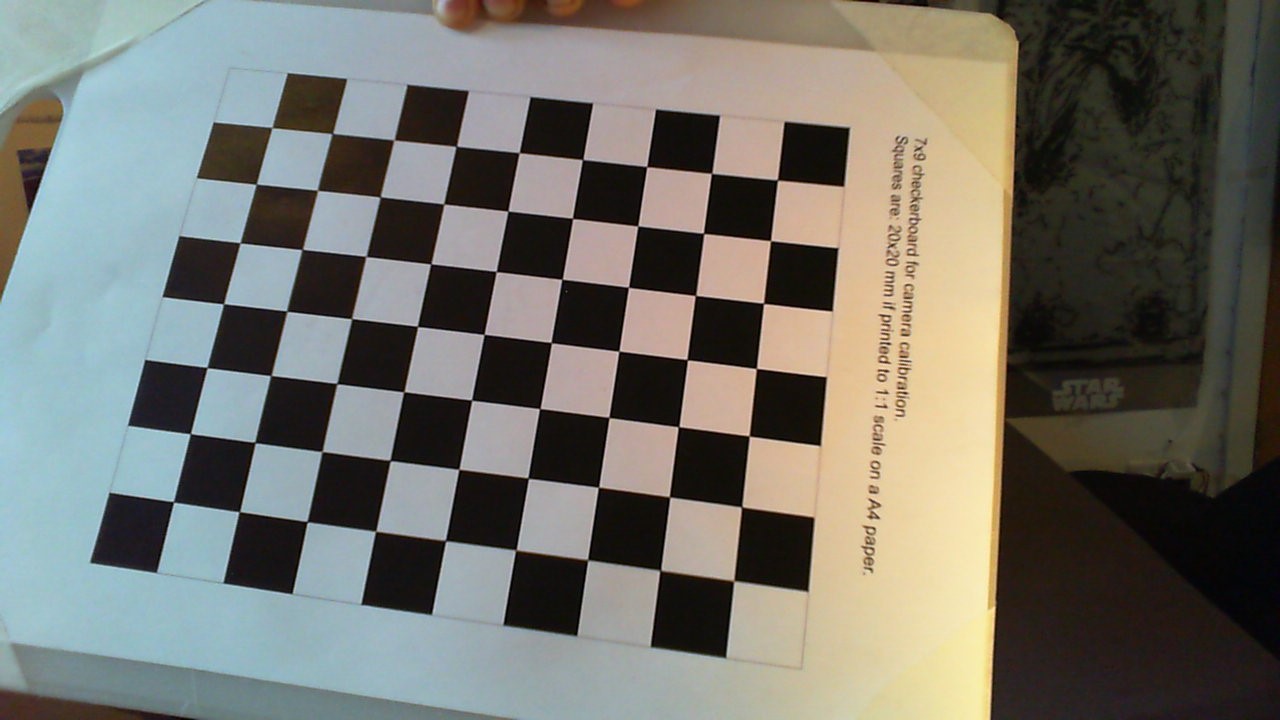 7x9 checkerboard for camera calibration.
Squares are: 20x20 mm if printed to 1:1 scale on a A4 paper.
STAR
WARS